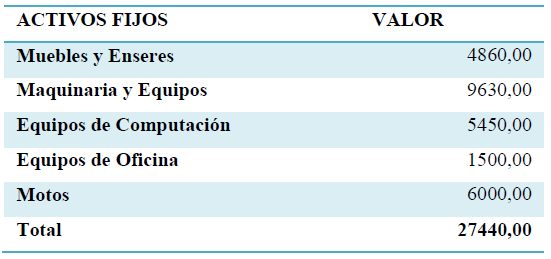 ACTIVOS FIJOS VALOR
Muebles y Enseres 4860,00
Maquinaria y Equipos 9630,00
Equipos de Computación 5450,00
Equipos de Oficina 1500,00
Motos 6000,00
Total 27440,00